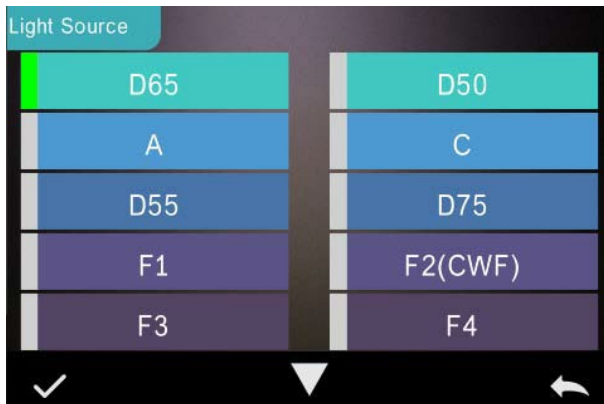 Light Source
D65 D50
A C
D55 D75
F1 F2(CWF)
F3 F4